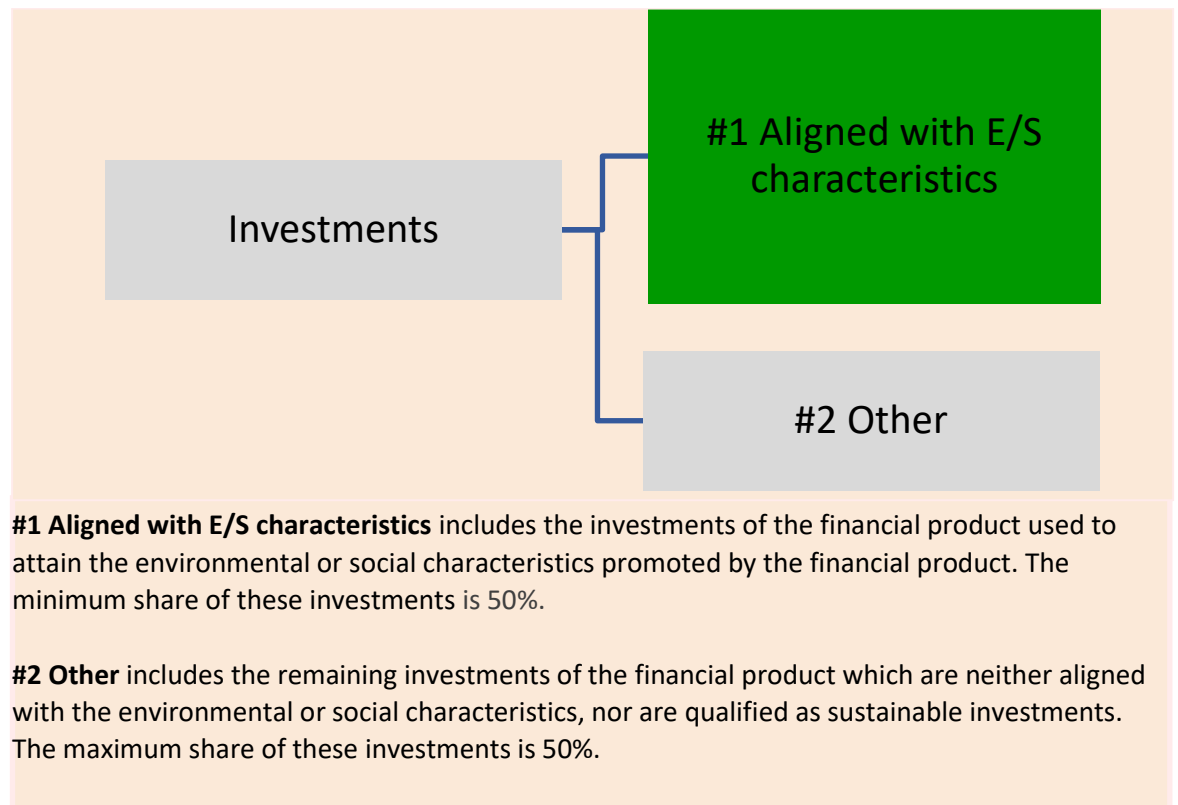 #1 Aligned with E/S
characteristics
Investments
#2 Other
#1 Aligned with E/S characteristics includes the investments of the financial product used to
attain the environmental or social characteristics promoted by the financial product. The
minimum share of these investments is 50%.
#2 Other includes the remaining investments of the financial product which are neither aligned
with the environmental or social characteristics, nor are qualified as sustainable investments.
The maximum share of these investments is 50%.